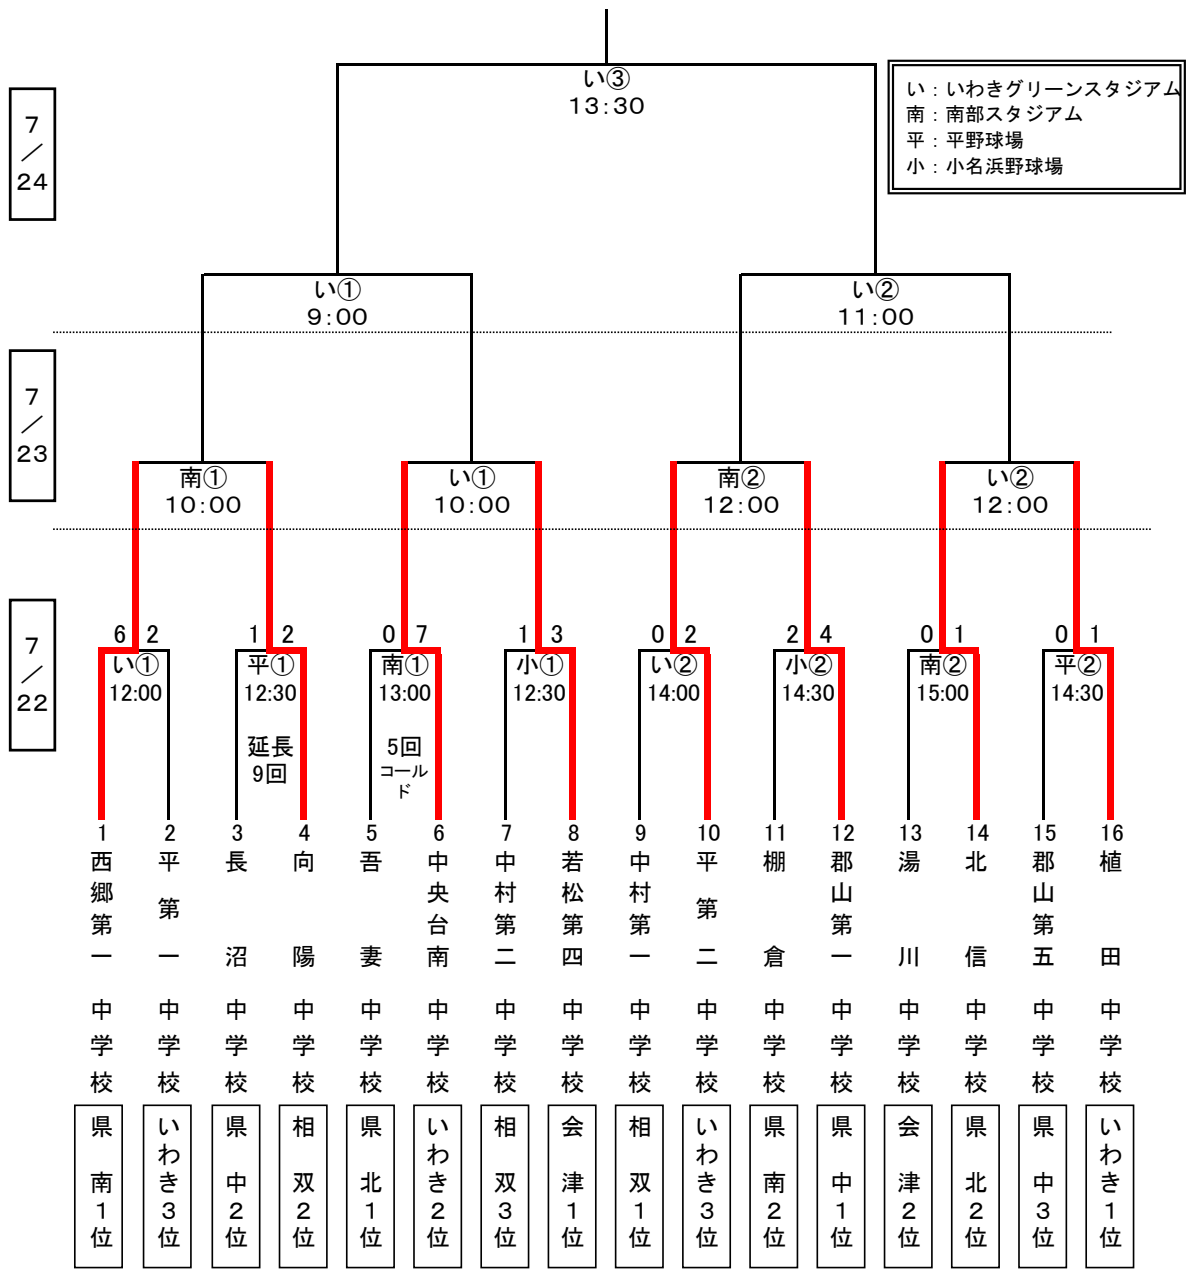 い③
13:30
い：いわきグリーンスタジアム
南：南部スタジアム
平：平野球場
小：小名浜野球場
7／24
い①
9:00
い②
11:00
7／23
南①
10:00
い①
10:00
南②
12:00
い②
12:00
7／22
6 2
い①
12:00
1 2
平①
12:30
延長
9回
0 7
南①
13:00
5回
コール
ド
1 3
小①
12:30
0 2
い②
14:00
2 4
小②
14:30
0 1
南②
15:00
0 1
平②
14:30
1
西郷第一中学校
県南1位
2
平第一中学校
いわき3位
3
長沼中学校
県中2位
4
向陽中学校
相双2位
5
吾妻中学校
県北1位
6
中央台南中学校
いわき2位
7
中村第二中学校
相双3位
8
若松第四中学校
会津1位
9
中村第一中学校
相双1位
10
平第二中学校
いわき3位
11
棚倉中学校
県南2位
12
郡山第一中学校
県中1位
13
湯川中学校
会津2位
14
北信中学校
県北2位
15
郡山第五中学校
県中3位
16
植田中学校
いわき1位